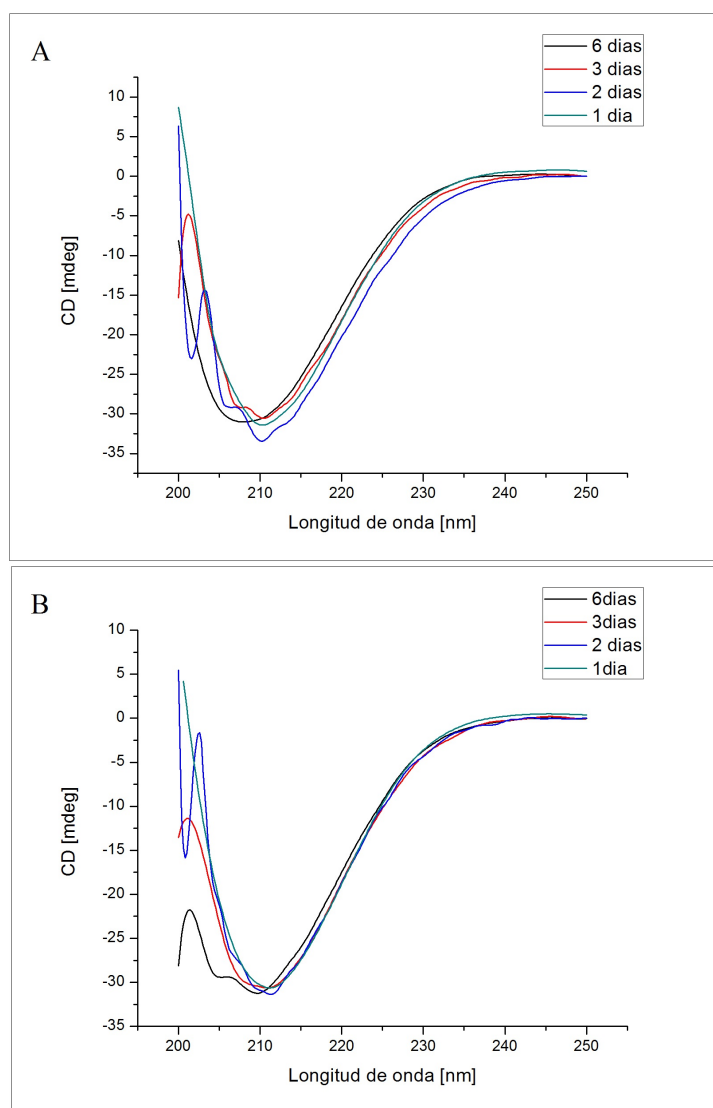 A
6 dias
3 dias
2 dias
1 dia
10
5
0
-5
-10
-15
-20
-25
-30
-35
CD [mdeg]
200
210
220
230
240
250
Longitud de onda [nm]
B
6dias
3dias
2 dias
1dia
10
5
0
-5
-10
-15
-20
-25
-30
-35
CD [mdeg]
200
210
220
230
240
250
Longitud de onda [nm]